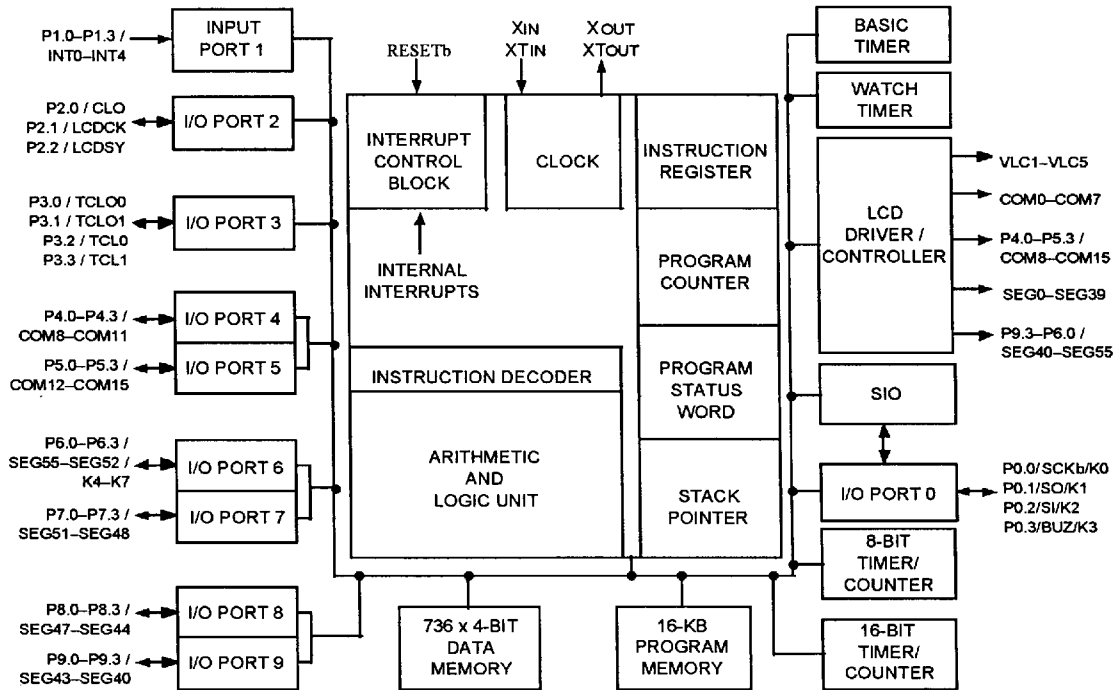 P1.0–P1.3 /
INT0–INT4
INPUT
PORT 1
P2.0 / CLO
P2.1 / LCDCK
P2.2 / LCDSY
I/O PORT 2
P3.0 / TCLO0
P3.1 / TCLO1
P3.2 / TCL0
P3.3 / TCL1
I/O PORT 3
P4.0–P4.3 /
COM8–COM11
I/O PORT 4
P5.0–P5.3 /
COM12–COM15
I/O PORT 5
P6.0–P6.3 /
SEG55–SEG52 /
K4–K7
I/O PORT 6
P7.0–P7.3 /
SEG51–SEG48
I/O PORT 7
P8.0–P8.3 /
SEG47–SEG44
I/O PORT 8
P9.0–P9.3 /
SEG43–SEG40
I/O PORT 9
RESETb
XIN
XTIN
XOUT
XTOUT
INTERRUPT
CONTROL
BLOCK
CLOCK
INSTRUCTION
REGISTER
INTERNAL
INTERRUPTS
PROGRAM
COUNTER
INSTRUCTION DECODER
PROGRAM
STATUS
WORD
ARITHMETIC
AND
LOGIC UNIT
STACK
POINTER
736 x 4-BIT
DATA
MEMORY
16-KB
PROGRAM
MEMORY
BASIC
TIMER
WATCH
TIMER
LCD
DRIVER /
CONTROLLER
VLC1–VLC5
COM0–COM7
P4.0–P5.3 /
COM8–COM15
SEG0–SEG39
P9.3–P6.0 /
SEG40–SEG55
SIO
I/O PORT 0
P0.0/SCKb/K0
P0.1/SO/K1
P0.2/SI/K2
P0.3/BUZ/K3
8-BIT
TIMER/
COUNTER
16-BIT
TIMER/
COUNTER